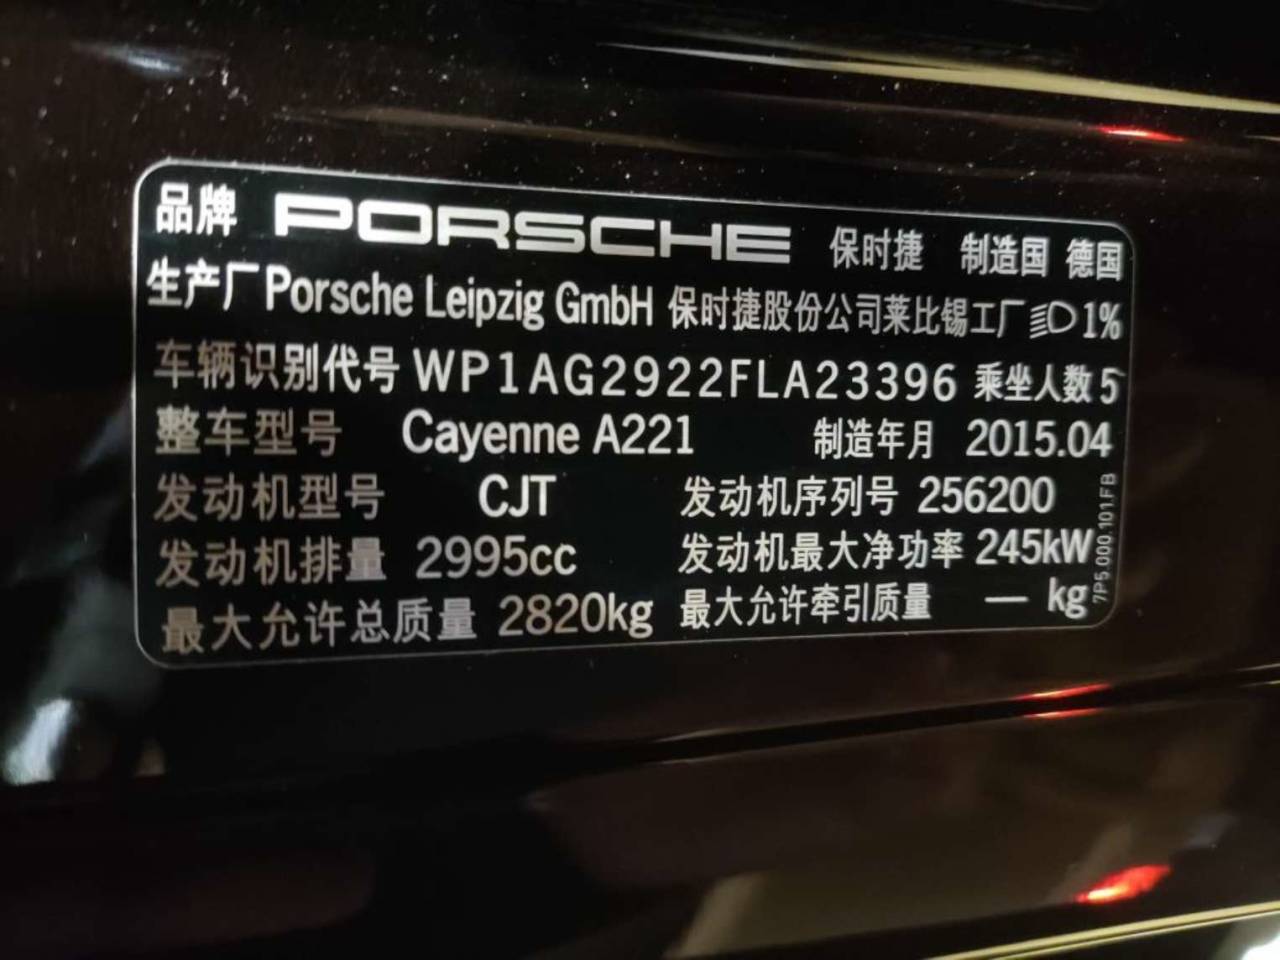 品牌 PORSCHE 保时捷 制造国 德国
生产厂 Porsche Leipzig GmbH 保时捷股份公司莱比锡工厂 1%
车辆识别代号 WP1AG2922FLA23396 乘坐人数 5
整车型号 Cayenne A221 制造年月 2015.04
发动机型号 CJT 发动机序列号 256200
发动机排量 2995cc 发动机最大净功率 245kW
最大允许总质量 2820kg 最大允许牵引质量 — kg
7P5.000.101.FB